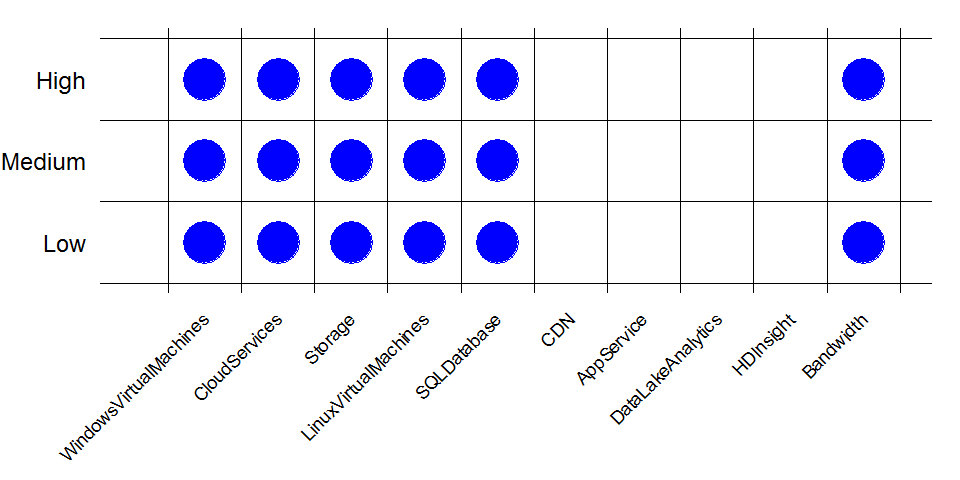 High
Medium
Low
WindowsVirtualMachines
CloudServices
Storage
LinuxVirtualMachines
SQLDatabase
CDN
AppService
DataLakeAnalytics
HDInsight
Bandwidth